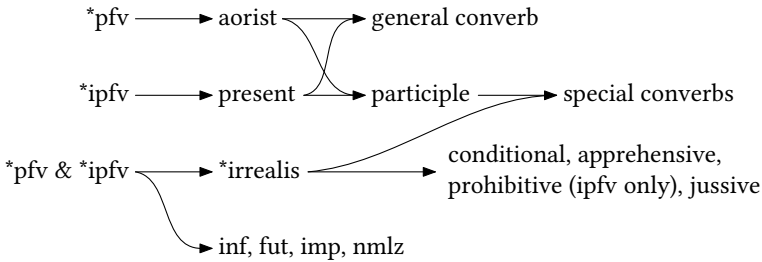 *pfv aorist general converb
*ipfv present participle special converbs
*pfv & *ipfv *irrealis conditional, apprehensive,
prohibitive (ipfv only), jussive
inf, fut, imp, nmlz